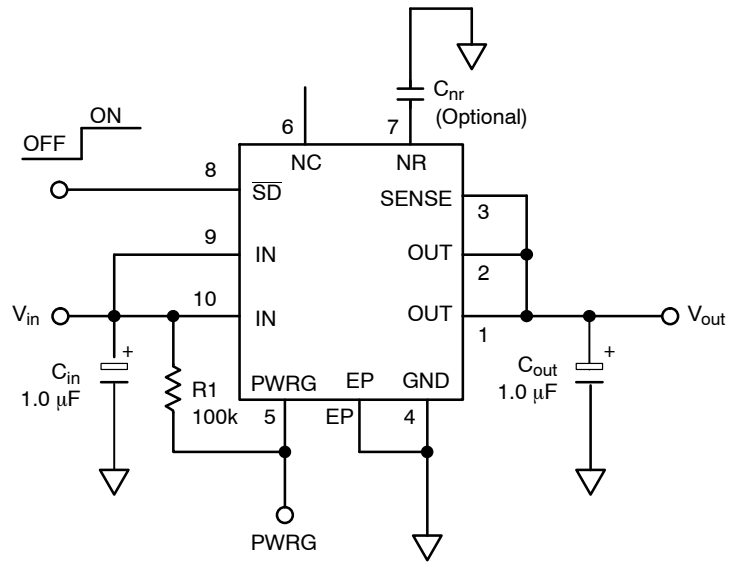 C_nr
(Optional)
ON
OFF
6
7
NC
NR
8
SD
SENSE
3
9
IN
OUT
2
10
IN
OUT
1
V_in
V_out
C_in
1.0 μF
+
R1
100k
PWRG
EP
GND
5
EP
4
C_out
1.0 μF
+
PWRG